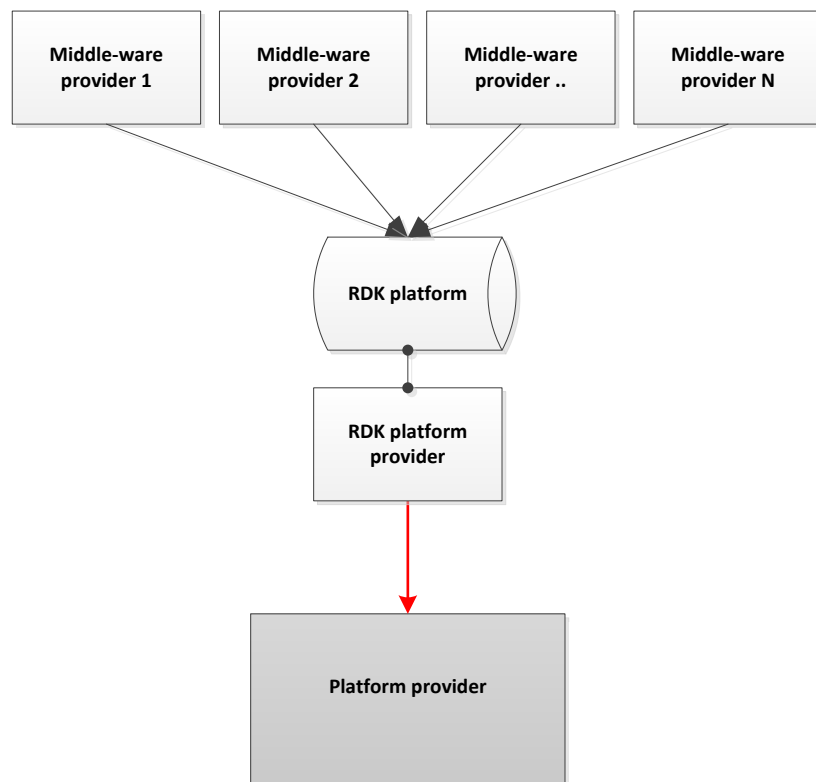 Middle-ware
provider 1
Middle-ware
provider 2
Middle-ware
provider ..
Middle-ware
provider N
RDK platform
RDK platform
provider
Platform provider